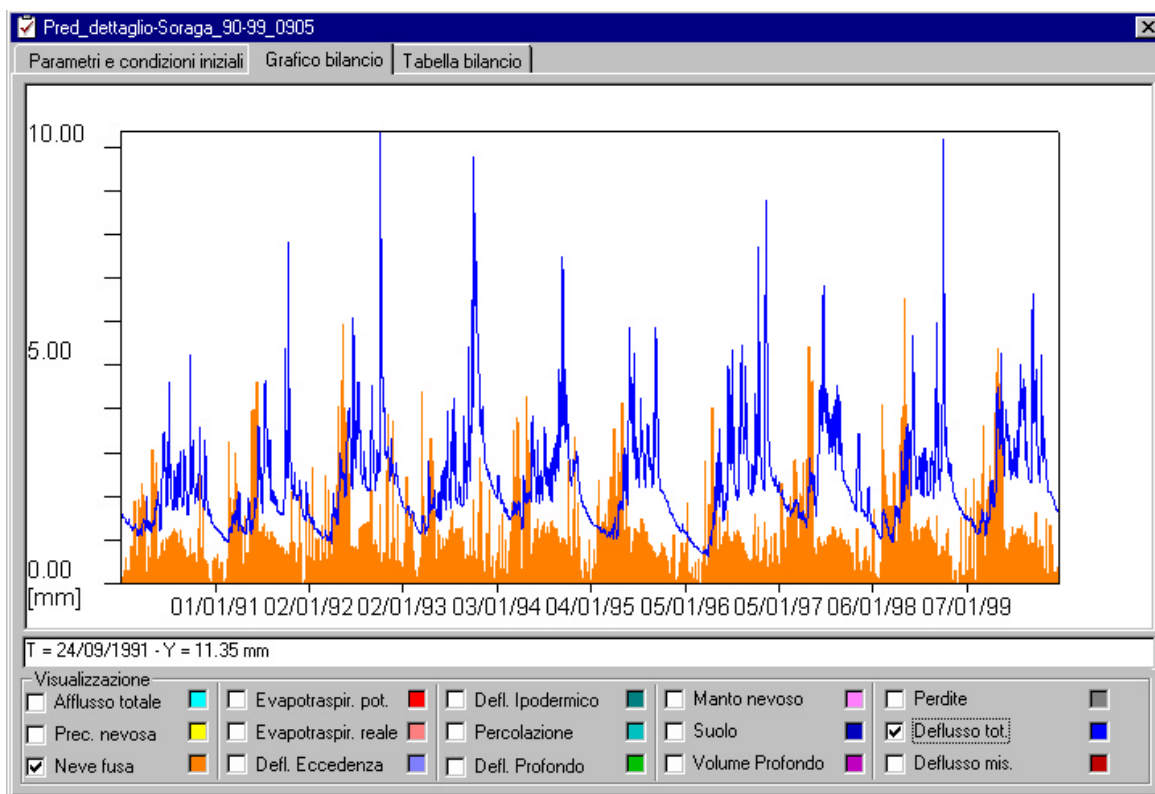 Pred_dettaglio-Soraga_90-99_0905
Parametri e condizioni iniziali Grafico bilancio Tabella bilancio
10.00
5.00
0.00
[mm]
01/01/91 02/01/92 02/01/93 03/01/94 04/01/95 05/01/96 05/01/97 06/01/98 07/01/99
T = 24/09/1991 - Y = 11.35 mm
Visualizzazione
Afflusso totale Evapotraspir. pot. Defl. Ipodermico Manto nevoso Perdite
Prec. nevosa Evapotraspir. reale Percolazione Suolo Deflusso tot.
Neve fusa Defl. Eccedenza Defl. Profondo Volume Profondo Deflusso mis.